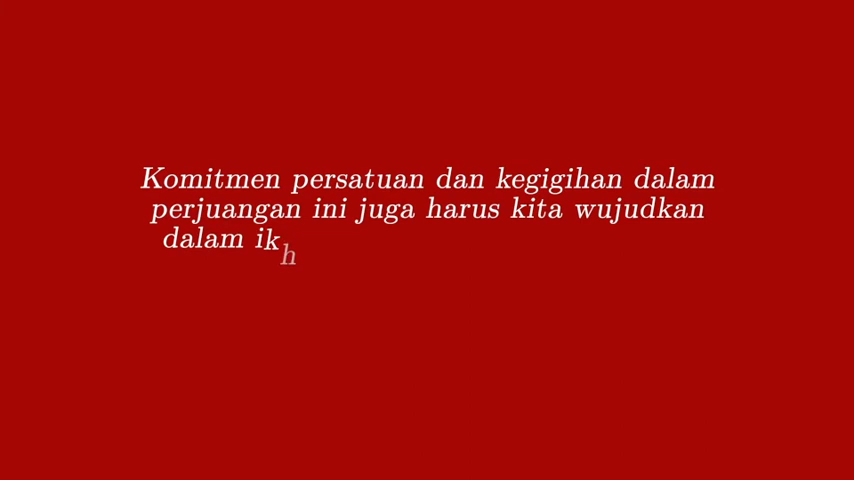 Komitmen persatuan dan kegigihan dalam
perjuangan ini juga harus kita wujudkan
dalam ikh